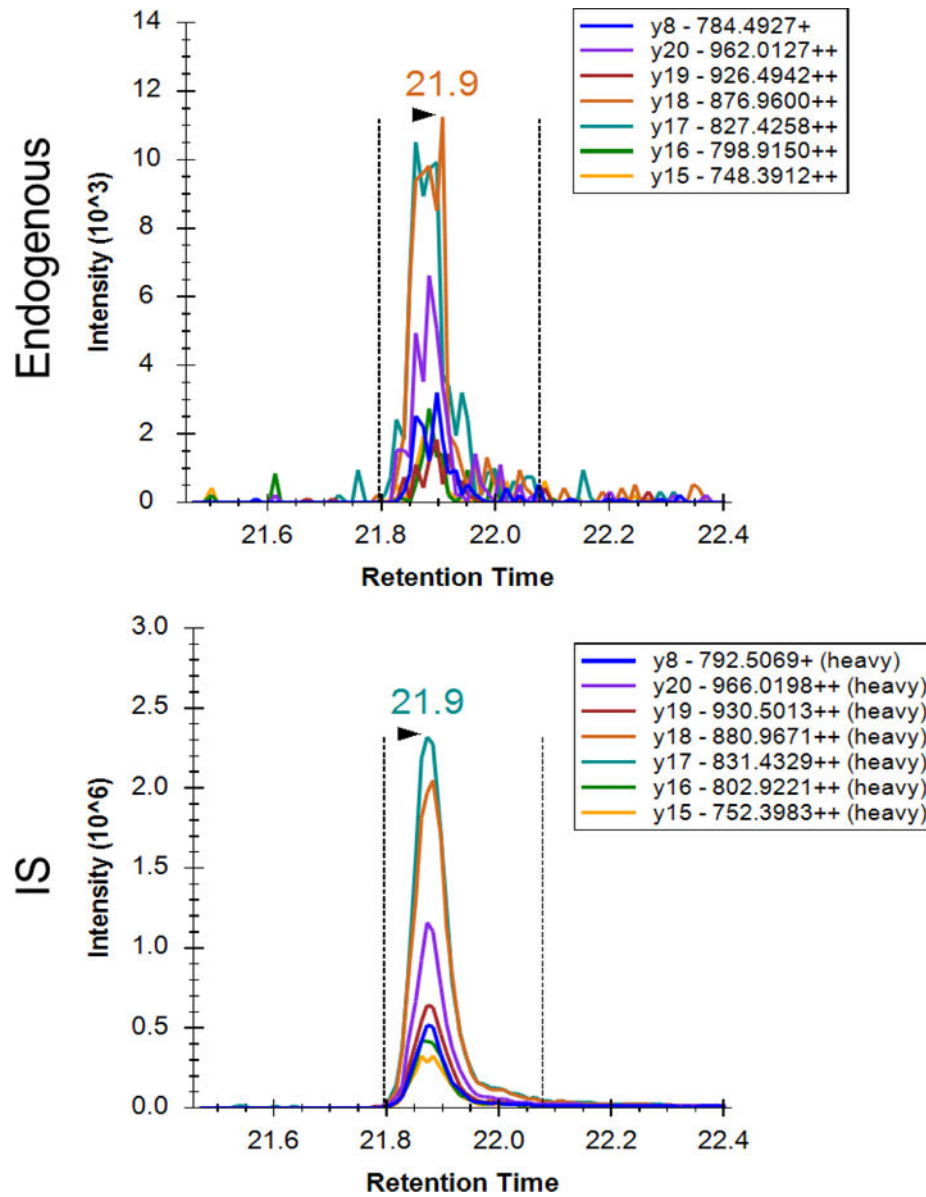 Endogenous
Intensity (10^3)
14
12
10
8
6
4
2
0
21.9
y8 - 784.4927+
y20 - 962.0127++
y19 - 926.4942++
y18 - 876.9600++
y17 - 827.4258++
y16 - 798.9150++
y15 - 748.3912++
21.6 21.8 22.0 22.2 22.4
Retention Time
IS
Intensity (10^6)
3.0
2.5
2.0
1.5
1.0
0.5
0.0
21.9
y8 - 792.5069+ (heavy)
y20 - 966.0198++ (heavy)
y19 - 930.5013++ (heavy)
y18 - 880.9671++ (heavy)
y17 - 831.4329++ (heavy)
y16 - 802.9221++ (heavy)
y15 - 752.3983++ (heavy)
21.6 21.8 22.0 22.2 22.4
Retention Time